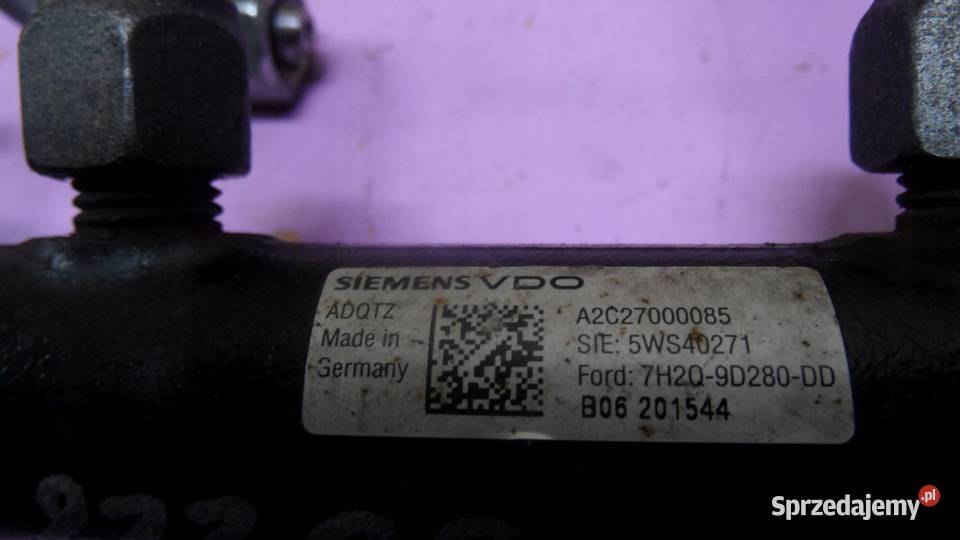 SIEMENS VDO
ADQTZ
Made in
Germany
A2C27000085
SIE: 5WS40271
Ford: 7H2Q-9D280-DD
B06 201544
Sprzedajemy.pl